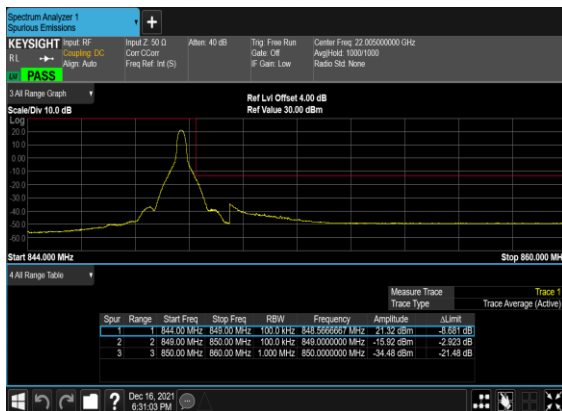 Spectrum Analyzer 1
Spurious Emissions
KEYSIGHT Input: RF Input Z: 50 Ω Atten: 40 dB Trig: Free Run Center Freq: 22.005000000 GHz
RL Coupling: DC Corr CCorr Gate: Off Avg|Hold: 1000/1000
Align: Auto Freq Ref: Int (S) IF Gain: Low Radio Std: None
PASS
3 All Range Graph
Ref Lvl Offset 4.00 dB
Scale/Div 10.0 dB Ref Value 30.00 dBm
Log
20.0
10.0
0.00
-10.0
-20.0
-30.0
-40.0
-50.0
-60.0
Start 844.000 MHz Stop 860.000 MH
4 All Range Table
Measure Trace Trace 1
Trace Type Trace Average (Active)
Spur Range Start Freq Stop Freq RBW Frequency Amplitude ΔLimit
1 1 844.00 MHz 849.00 MHz 100.0 kHz 848.5666667 MHz 21.32 dBm -8.681 dB
2 2 849.00 MHz 850.00 MHz 100.0 kHz 849.0000000 MHz -15.92 dBm -2.923 dB
3 3 850.00 MHz 860.00 MHz 1.000 MHz 850.0000000 MHz -34.48 dBm -21.48 dB
Dec 16, 2021
6:31:03 PM